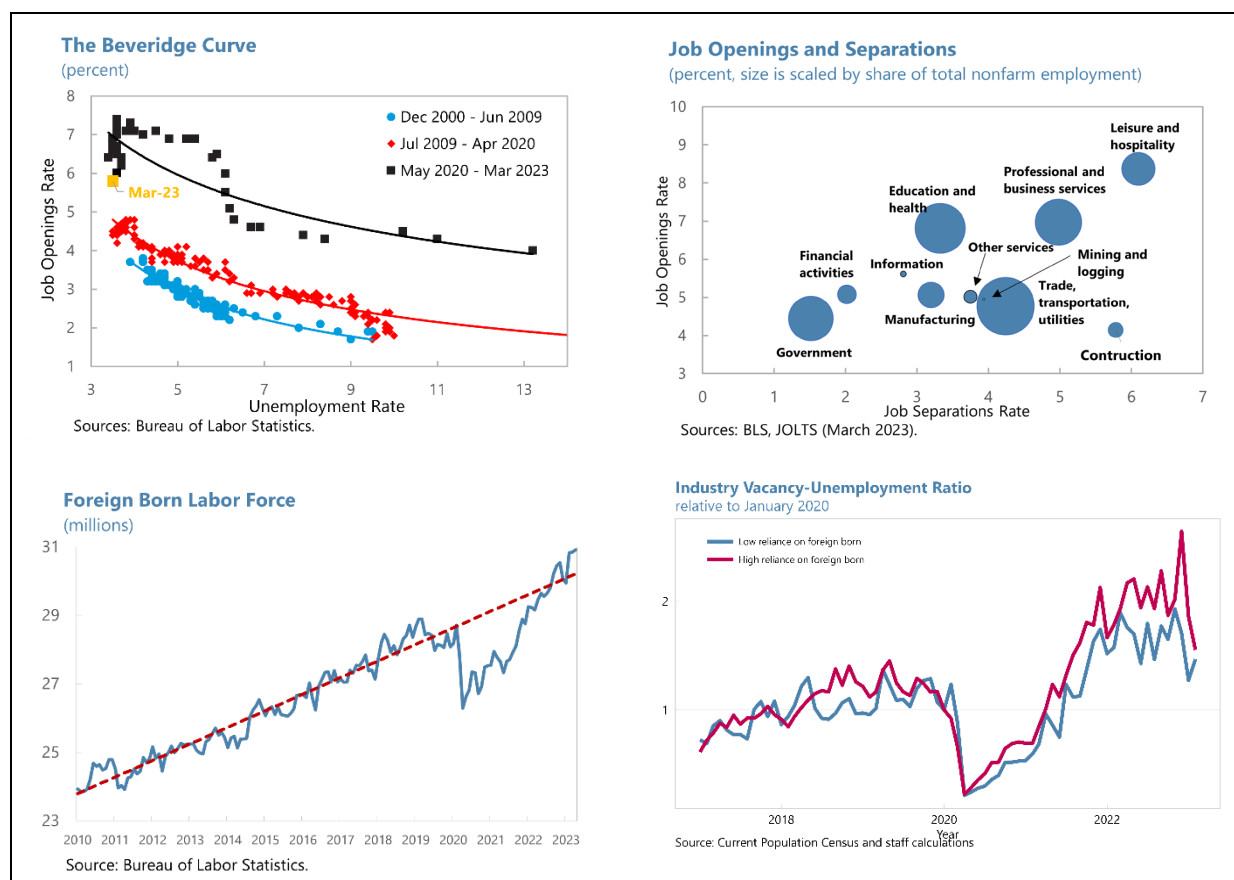 The Beveridge Curve
(percent)
8
7
6
5
4
3
2
1
Job Openings Rate
Dec 2000 - Jun 2009
Jul 2009 - Apr 2020
May 2020 - Mar 2023
Mar-23
3 5 7 9 11 13
Unemployment Rate
Sources: Bureau of Labor Statistics.
Job Openings and Separations
(percent, size is scaled by share of total nonfarm employment)
10
9
8
7
6
5
4
3
Job Openings Rate
Leisure and
hospitality
Professional and
business services
Education and
health
Other services
Mining and
logging
Financial
activities
Information
Trade,
transportation,
utilities
Manufacturing
Government
Contruction
0 1 2 3 4 5 6 7
Job Separations Rate
Sources: BLS, JOLTS (March 2023).
Foreign Born Labor Force
(millions)
31
29
27
25
23
2010 2011 2012 2013 2014 2015 2016 2017 2018 2019 2020 2021 2022 2023
Source: Bureau of Labor Statistics.
Industry Vacancy-Unemployment Ratio
relative to January 2020
Low reliance on foreign born
High reliance on foreign born
2
1
2018 2020 2022
Year
Source: Current Population Census and staff calculations